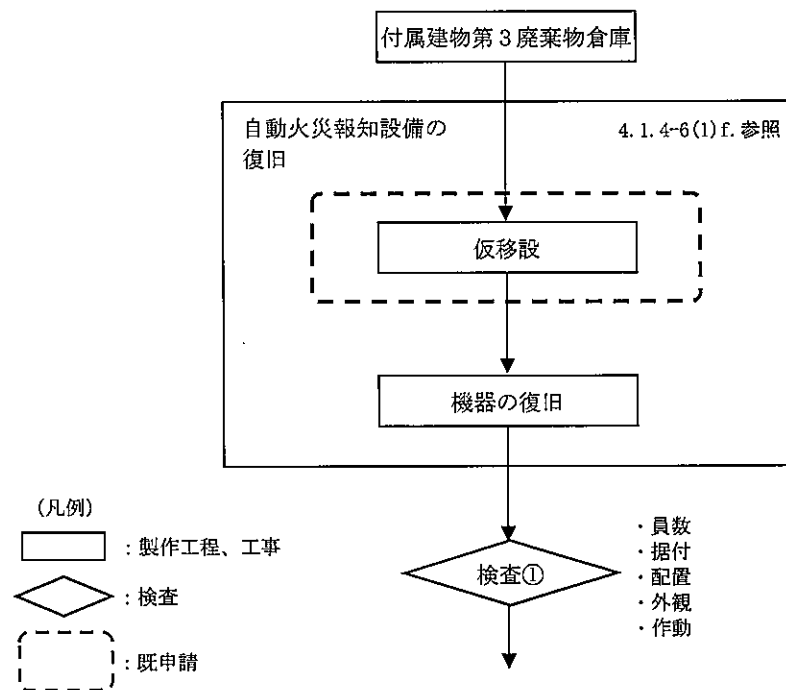 付属建物第３廃棄物倉庫
自動火災報知設備の
復旧
4.1.4-6(1)f.参照
仮移設
機器の復旧
検査①
・員数
・据付
・配置
・外観
・作動
(凡例)
：製作工程、工事
：検査
：既申請